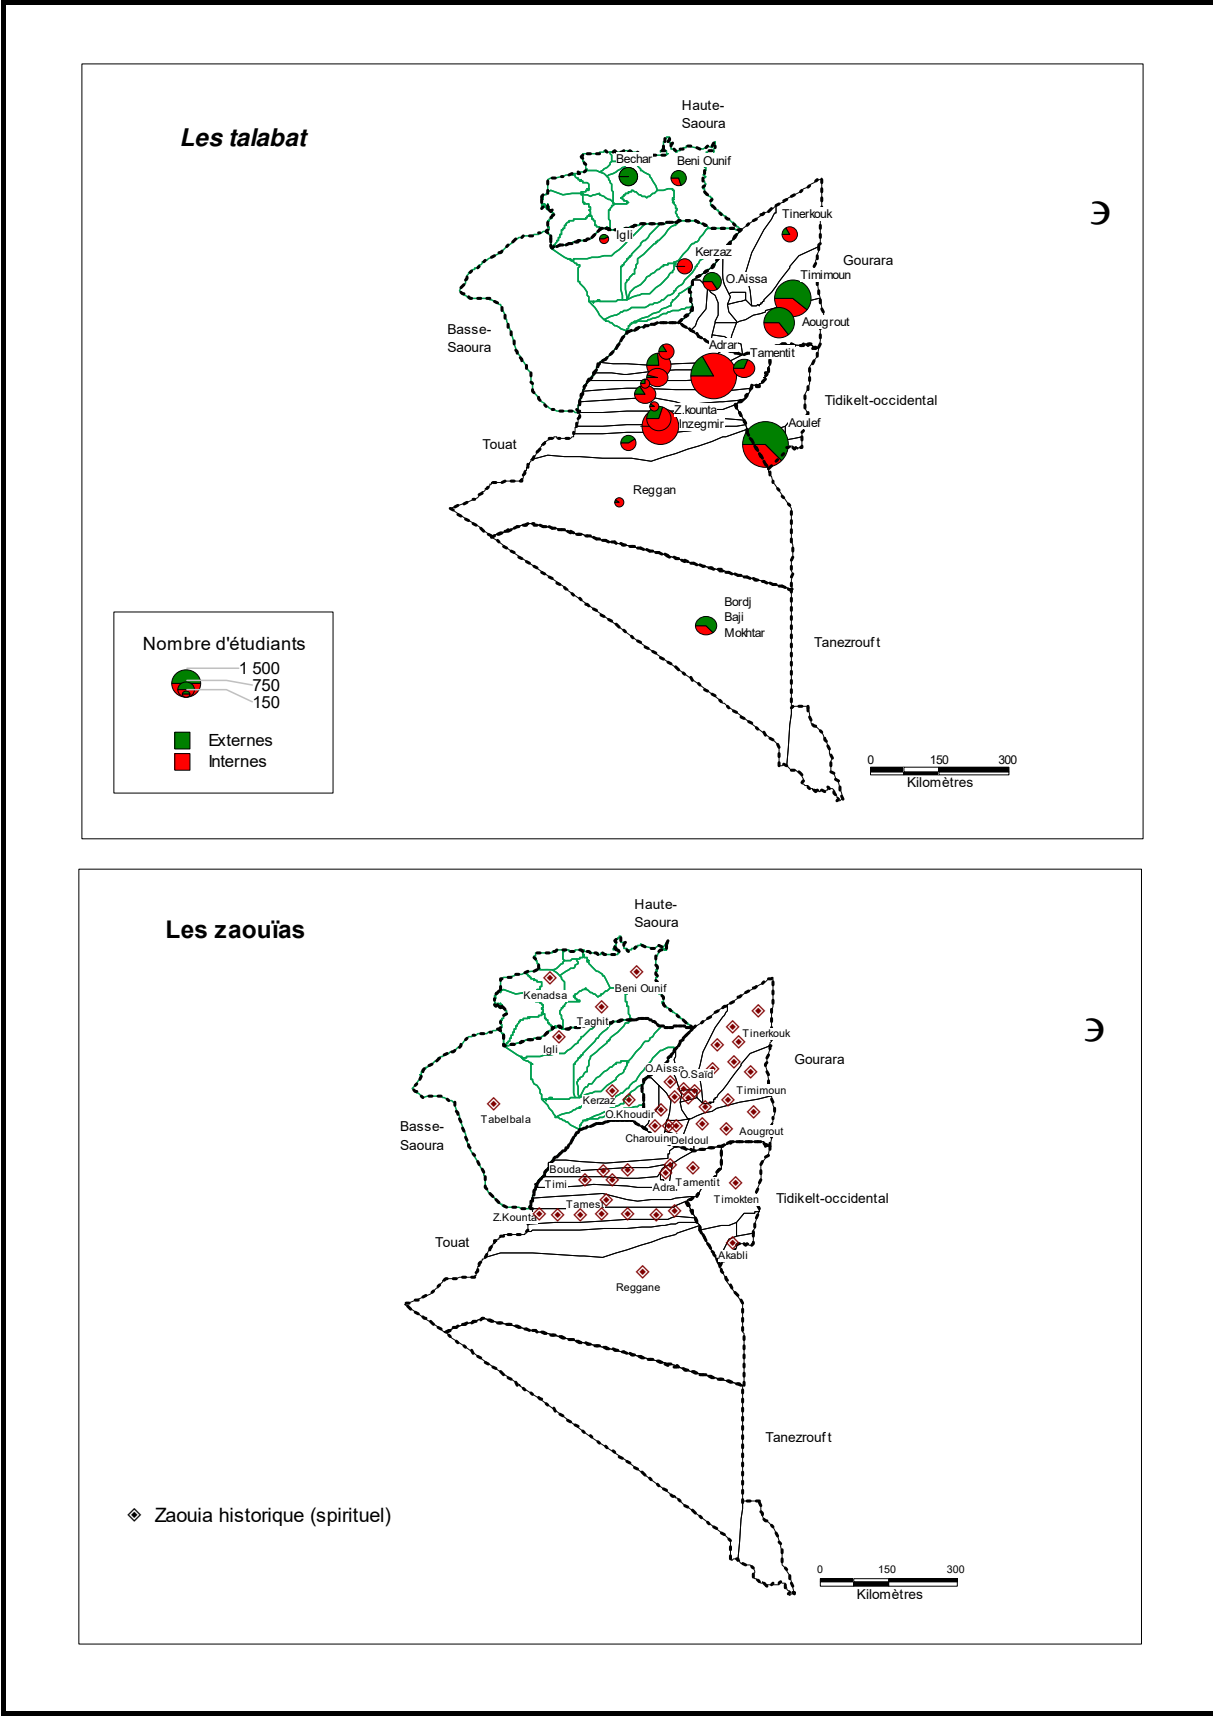 Les talabat
Haute-
Saoura
Bechar
Beni Ounif
Э
Tinerkouk
Igli
Kerzaz
Gourara
O.Aissa
Timimoun
Aougrout
Basse-
Saoura
Adrar
Tamentit
Tidikelt-occidental
Z.kounta
Inzegmir
Aoulef
Touat
Reggan
Bordj
Baji
Mokhtar
Tanezrouft
Nombre d'étudiants
1 500
750
150
Externes
Internes
0 150 300
Kilomètres
Les zaouïas
Haute-
Saoura
Kenadsa
Beni Ounif
Taghit
Э
Igli
Tinerkouk
Gourara
O.Aissa
O.Saïd
Timimoun
Kerzaz
Tabelbala
O.Khoudir
Basse-
Saoura
Charouin
Deldoul
Aougrout
Bouda
Timi
Adra
Tamentit
Timokten
Tidikelt-occidental
Tamest
Z.Kounta
Touat
Akabli
Reggane
Tanezrouft
Zaouia historique (spirituel)
0 150 300
Kilomètres